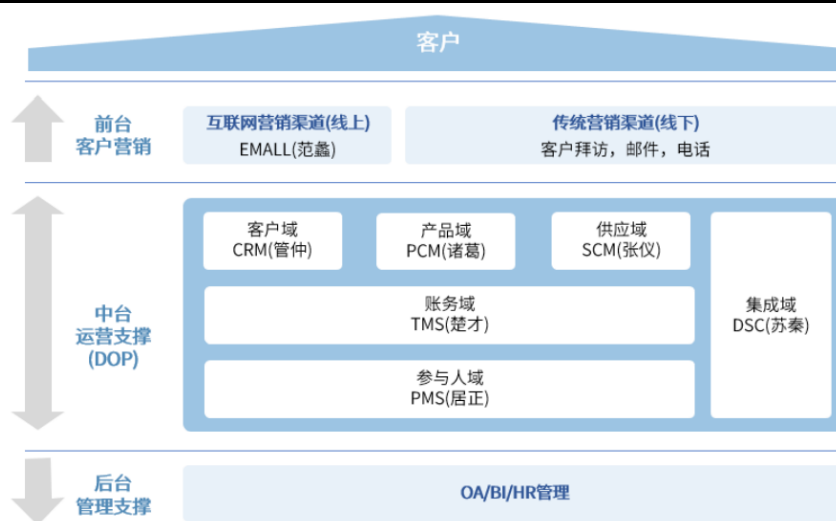 客户
前台
客户营销
互联网营销渠道(线上)
EMALL(范蠡)
传统营销渠道(线下)
客户拜访，邮件，电话
中台
运营支撑
(DOP)
客户域
CRM(管仲)
产品域
PCM(诸葛)
供应域
SCM(张仪)
账务域
TMS(楚才)
参与人域
PMS(居正)
集成域
DSC(苏秦)
后台
管理支撑
OA/BI/HR管理